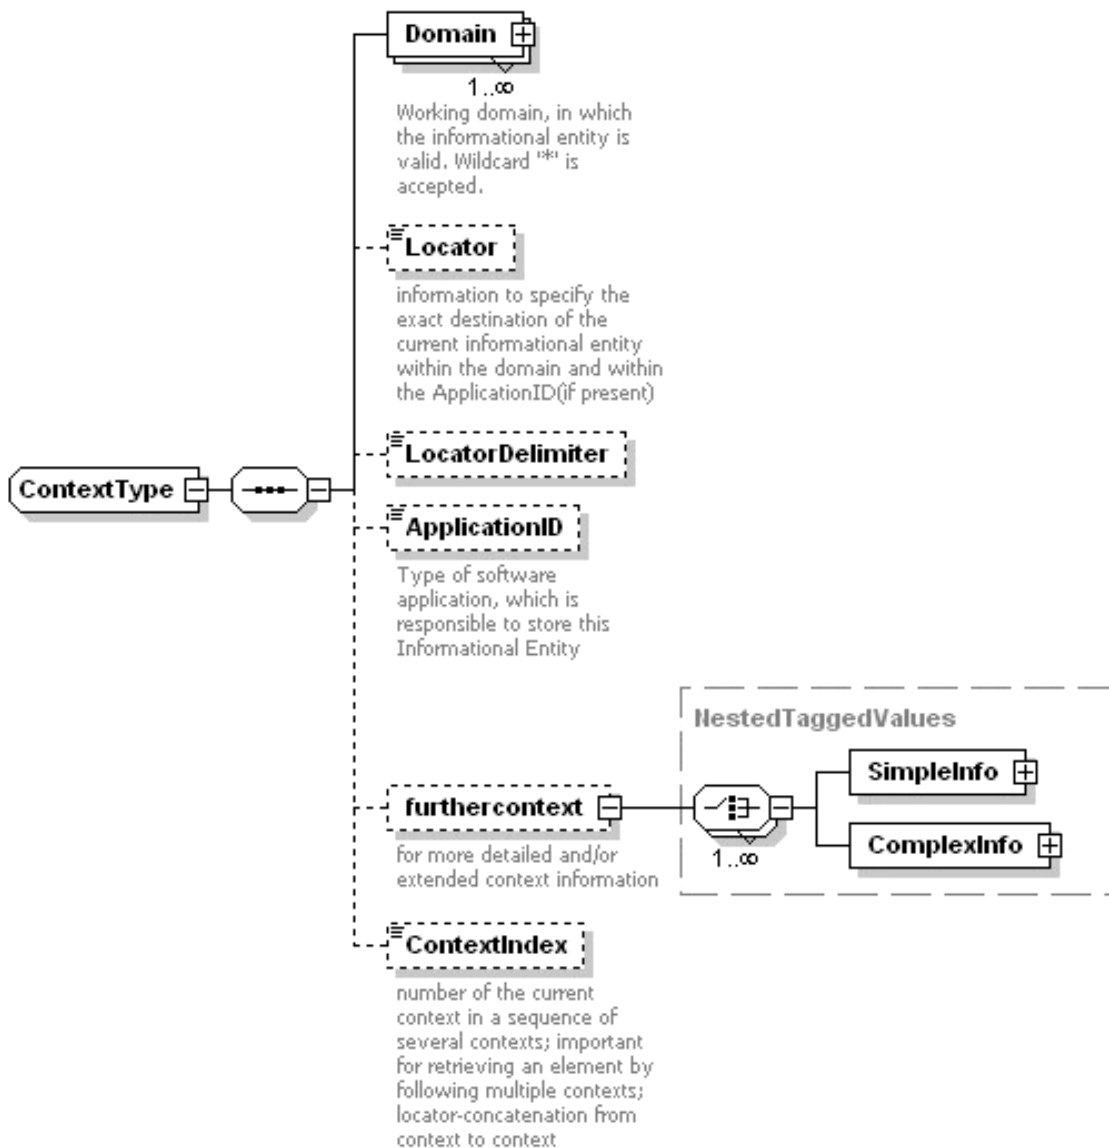 Domain
1..∞
Working domain, in which
the informational entity is
valid. Wildcard '*' is
accepted.
Locator
information to specify the
exact destination of the
current informational entity
within the domain and within
the ApplicationID(if present)
LocatorDelimiter
ContextType
ApplicationID
Type of software
application, which is
responsible to store this
Informational Entity
NestedTaggedValues
SimpleInfo
furthercontext
1..∞
ComplexInfo
for more detailed and/or
extended context information
ContextIndex
number of the current
context in a sequence of
several contexts; important
for retrieving an element by
following multiple contexts;
locator-concatenation from
context to context